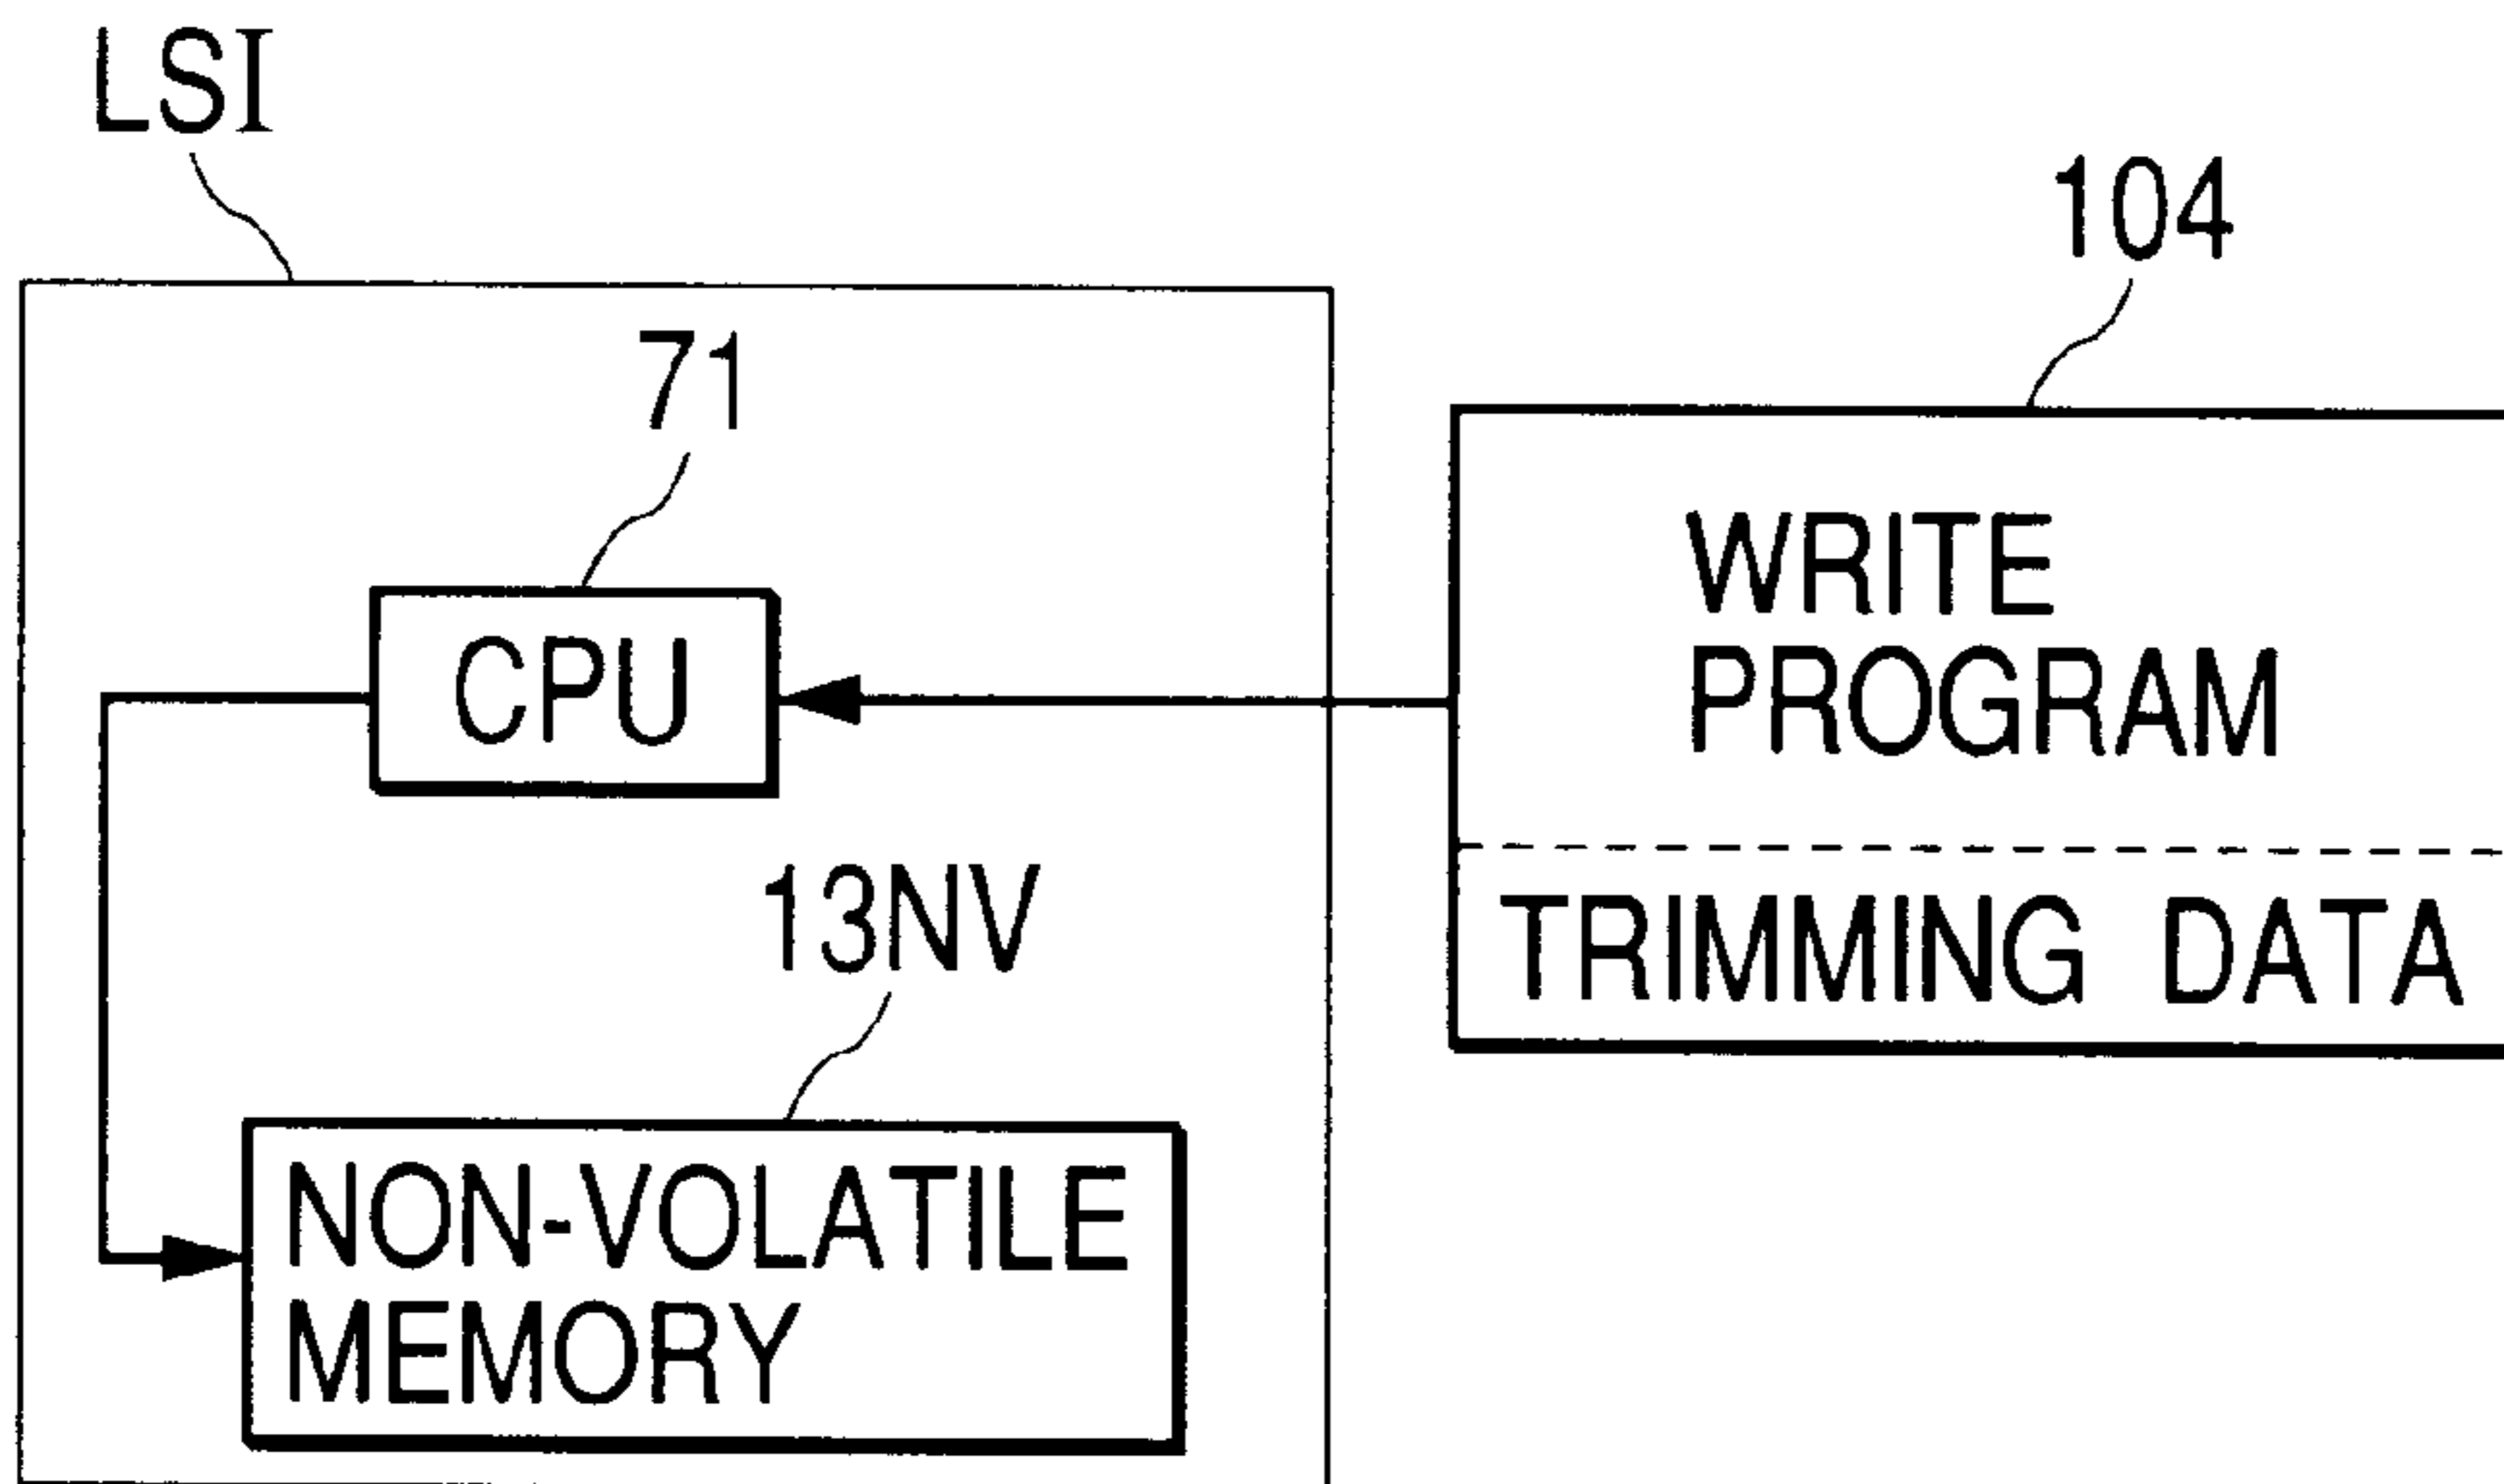 LSI
104
71
WRITE
PROGRAM
CPU
13NV
TRIMMING DATA
NON-VOLATILE
MEMORY